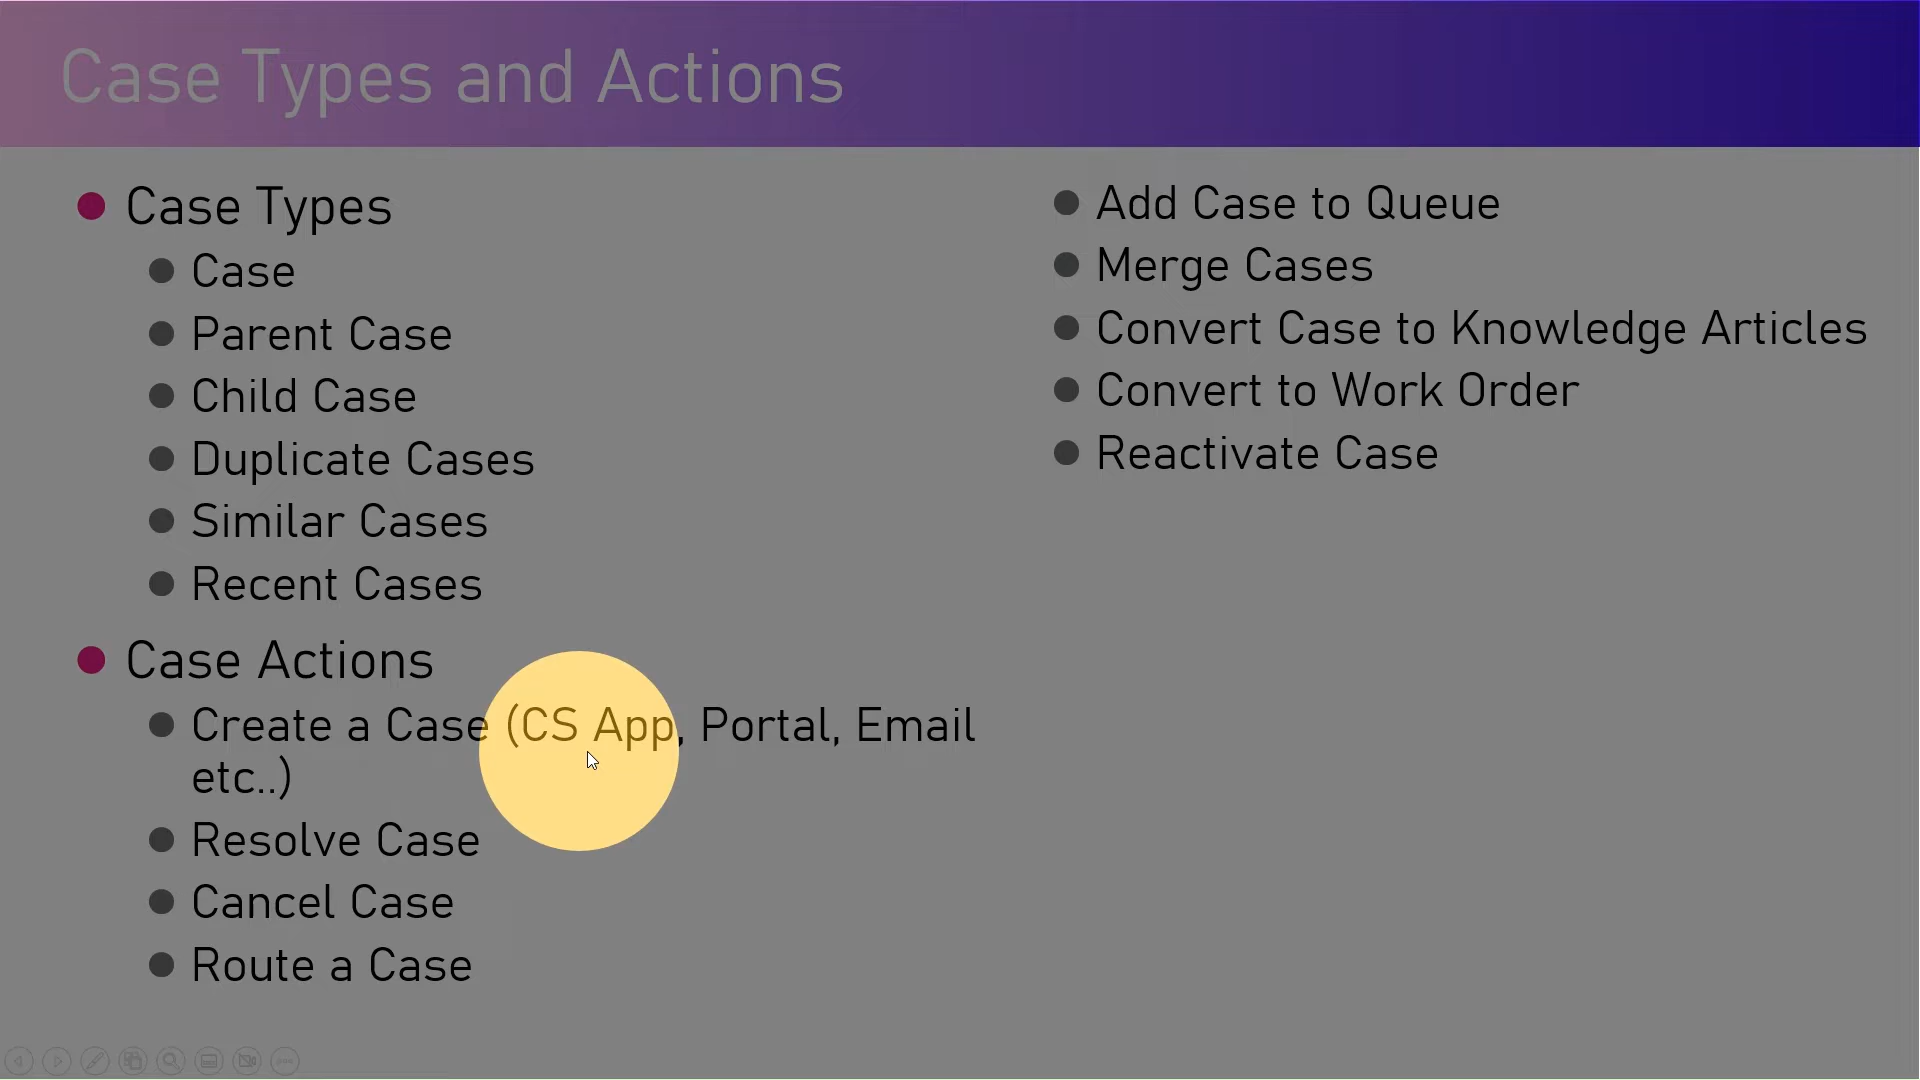 Case Types and Actions
Case Types
Case
Parent Case
Child Case
Duplicate Cases
Similar Cases
Recent Cases
Case Actions
Create a Case (CS App, Portal, Email
etc..)
Resolve Case
Cancel Case
Route a Case
Add Case to Queue
Merge Cases
Convert Case to Knowledge Articles
Convert to Work Order
Reactivate Case